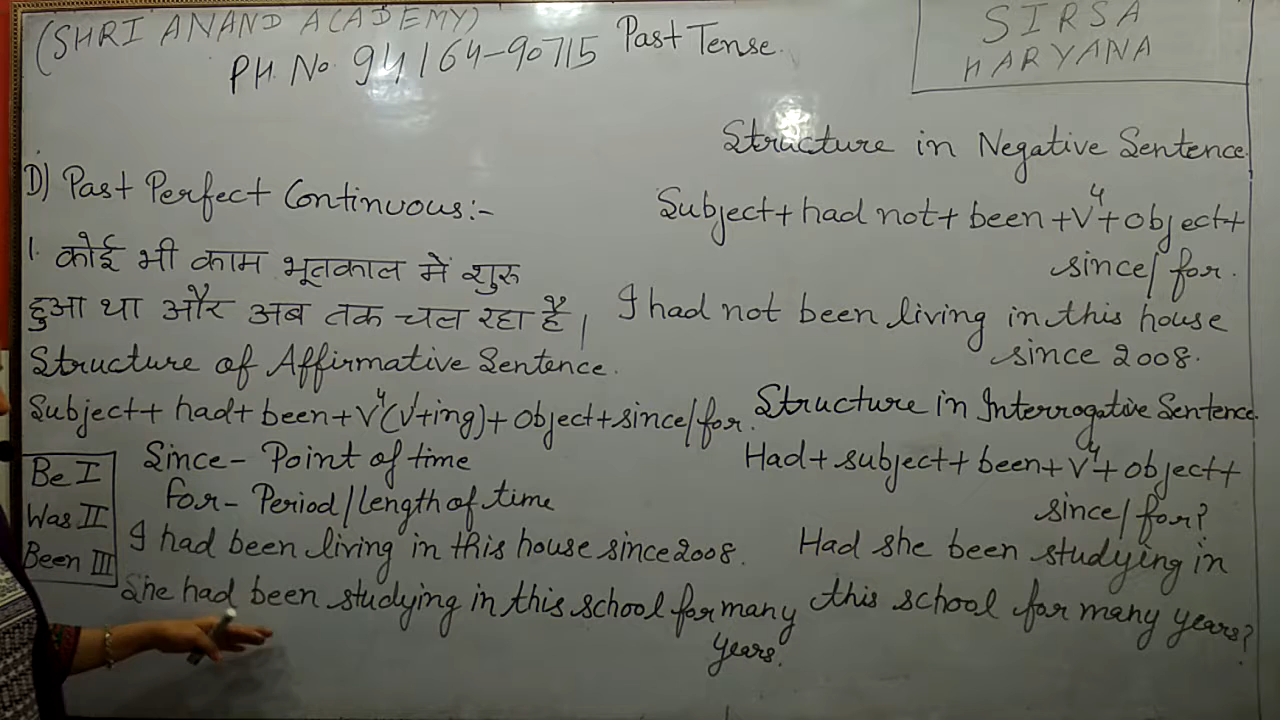 (SHRI ANAND ACADEMY)
PH. No. 94164-90715
Past Tense.
SIRSA
HARYANA
D) Past Perfect Continuous:-
1. कोई भी काम भूतकाल में शुरू
हुआ था और अब तक चल रहा है।
Structure of Affirmative Sentence.
Subject+ had+ been+ V⁴(V¹+ing)+ Object+since/for.
Since- Point of time
for- Period/length of time
Be I
Was II
Been III
I had been living in this house since 2008.
She had been studying in this school for many
years.
Structure in Negative Sentence
Subject+ had not+ been +V⁴+ object+
since/for.
I had not been living in this house
since 2008.
Structure in Interrogative Sentence
Had+ subject+ been+ V⁴+ object+
since/for?
Had she been studying in
this school for many years?